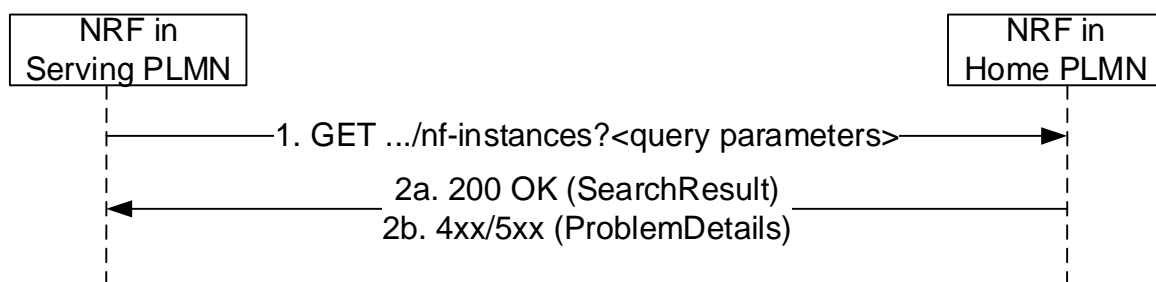 NRF in
Serving PLMN
NRF in
Home PLMN
1. GET .../nf-instances?<query parameters>
2a. 200 OK (SearchResult)
2b. 4xx/5xx (ProblemDetails)